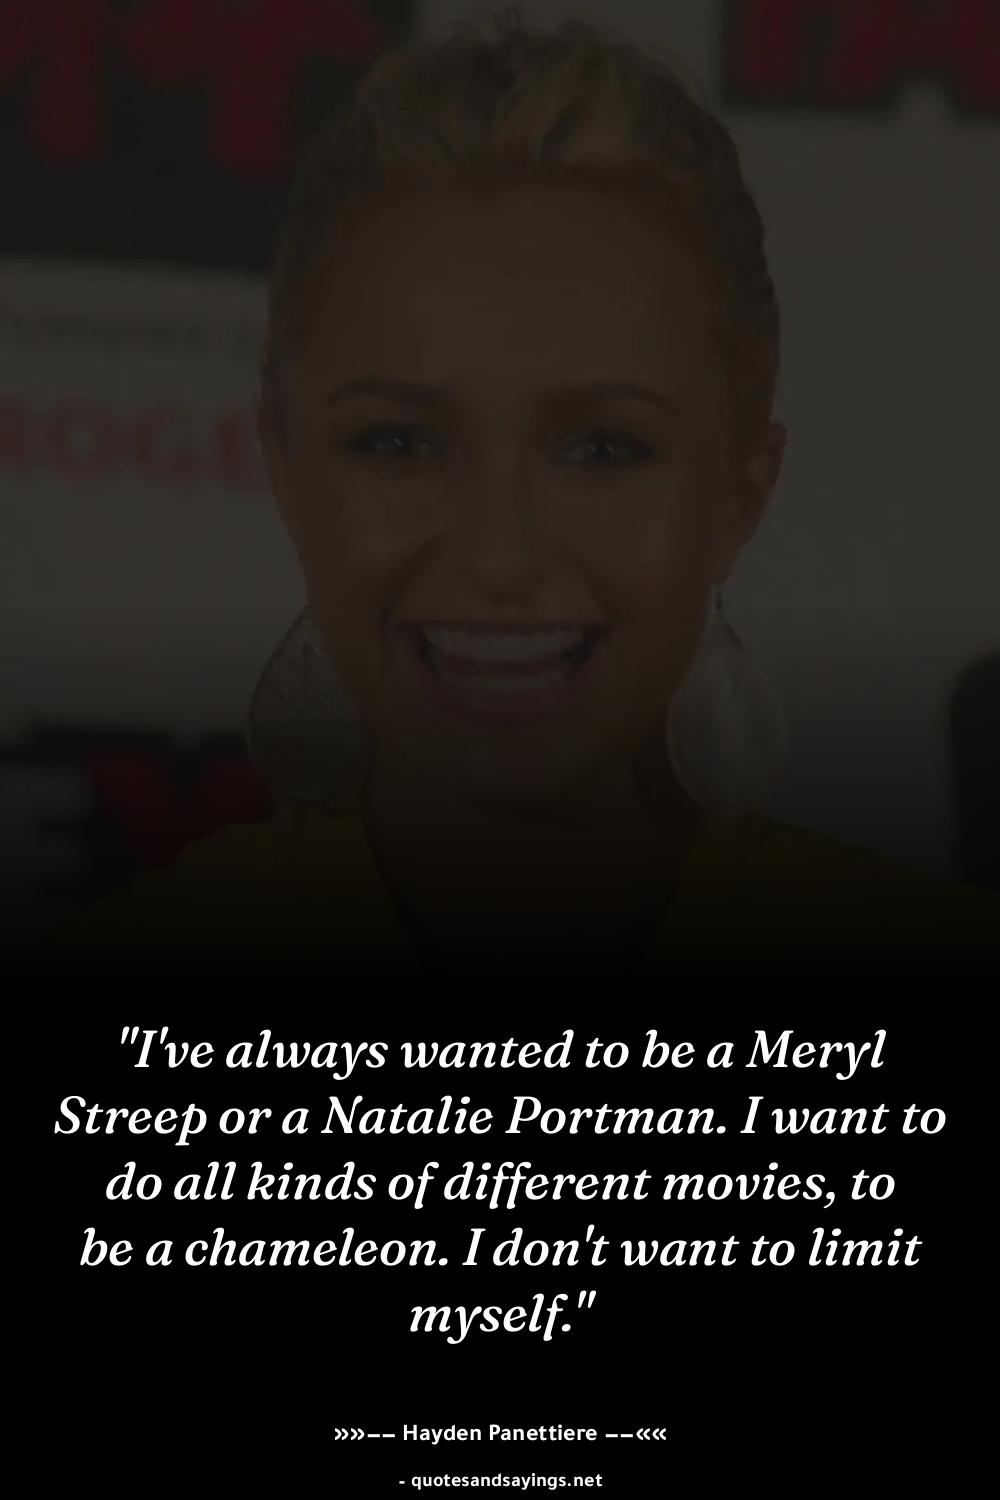 "I've always wanted to be a Meryl
Streep or a Natalie Portman. I want to
do all kinds of different movies, to
be a chameleon. I don't want to limit
myself."
»»–– Hayden Panettiere ––««
- quotesandsayings.net